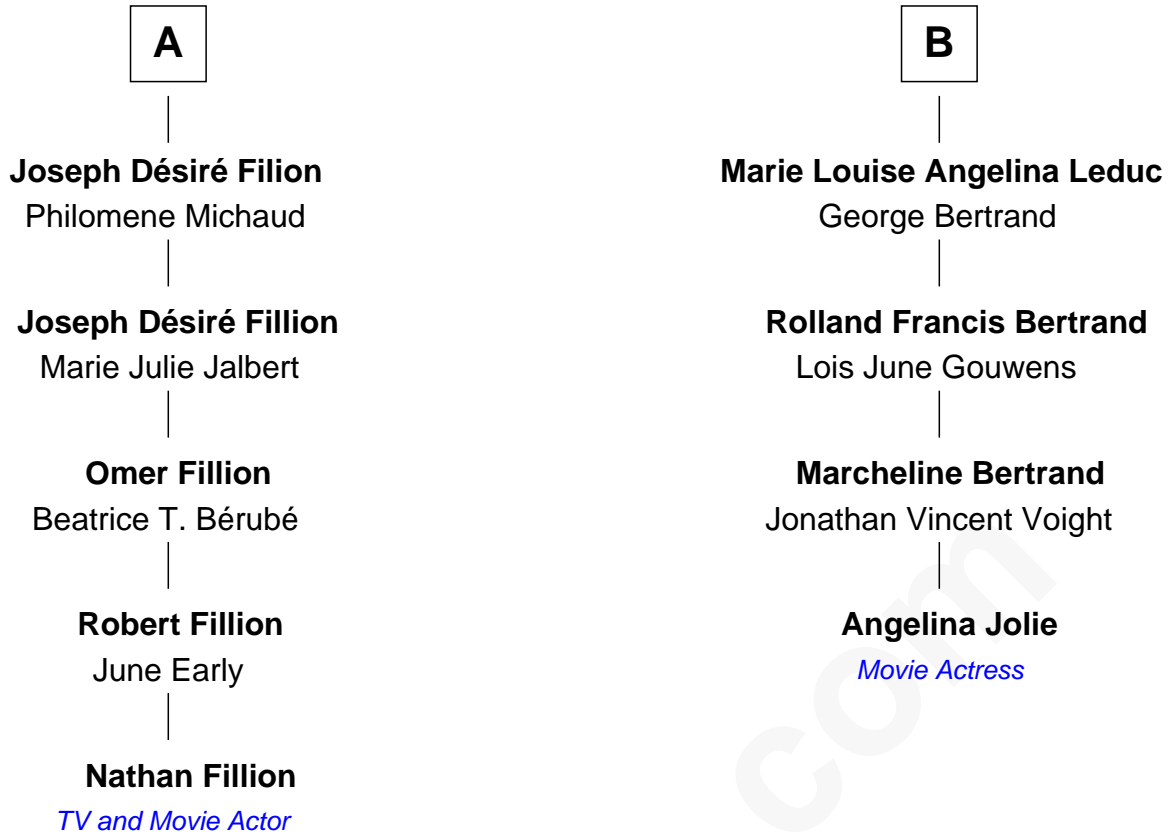 A
Joseph Désiré Filion
Philomene Michaud
Joseph Désiré Fillion
Marie Julie Jalbert
Omer Fillion
Beatrice T. Bérubé
Robert Fillion
June Early
Nathan Fillion
TV and Movie Actor
B
Marie Louise Angelina Leduc
George Bertrand
Rolland Francis Bertrand
Lois June Gouwens
Marcheline Bertrand
Jonathan Vincent Voight
Angelina Jolie
Movie Actress
com